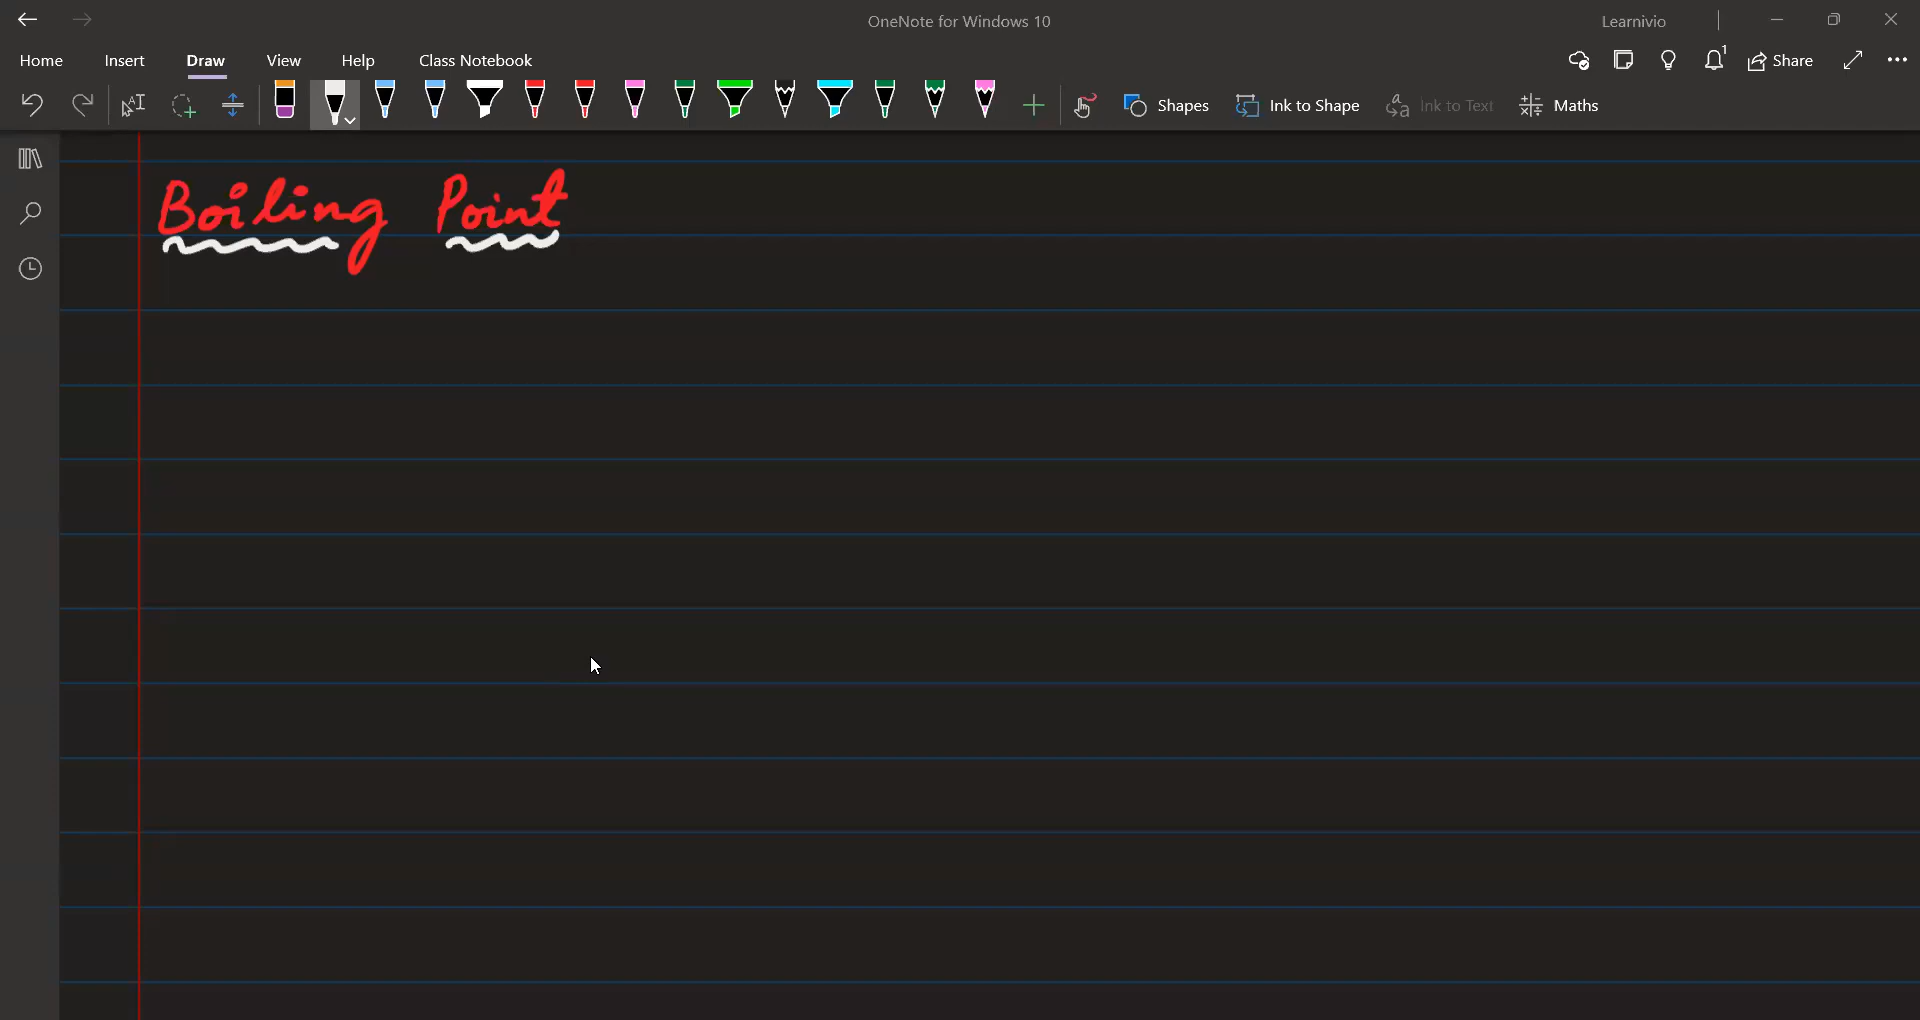 OneNote for Windows 10
Learnivio
Home Insert Draw View Help Class Notebook
1
Share
Shapes Ink to Shape Ink to Text Maths
Boiling Point